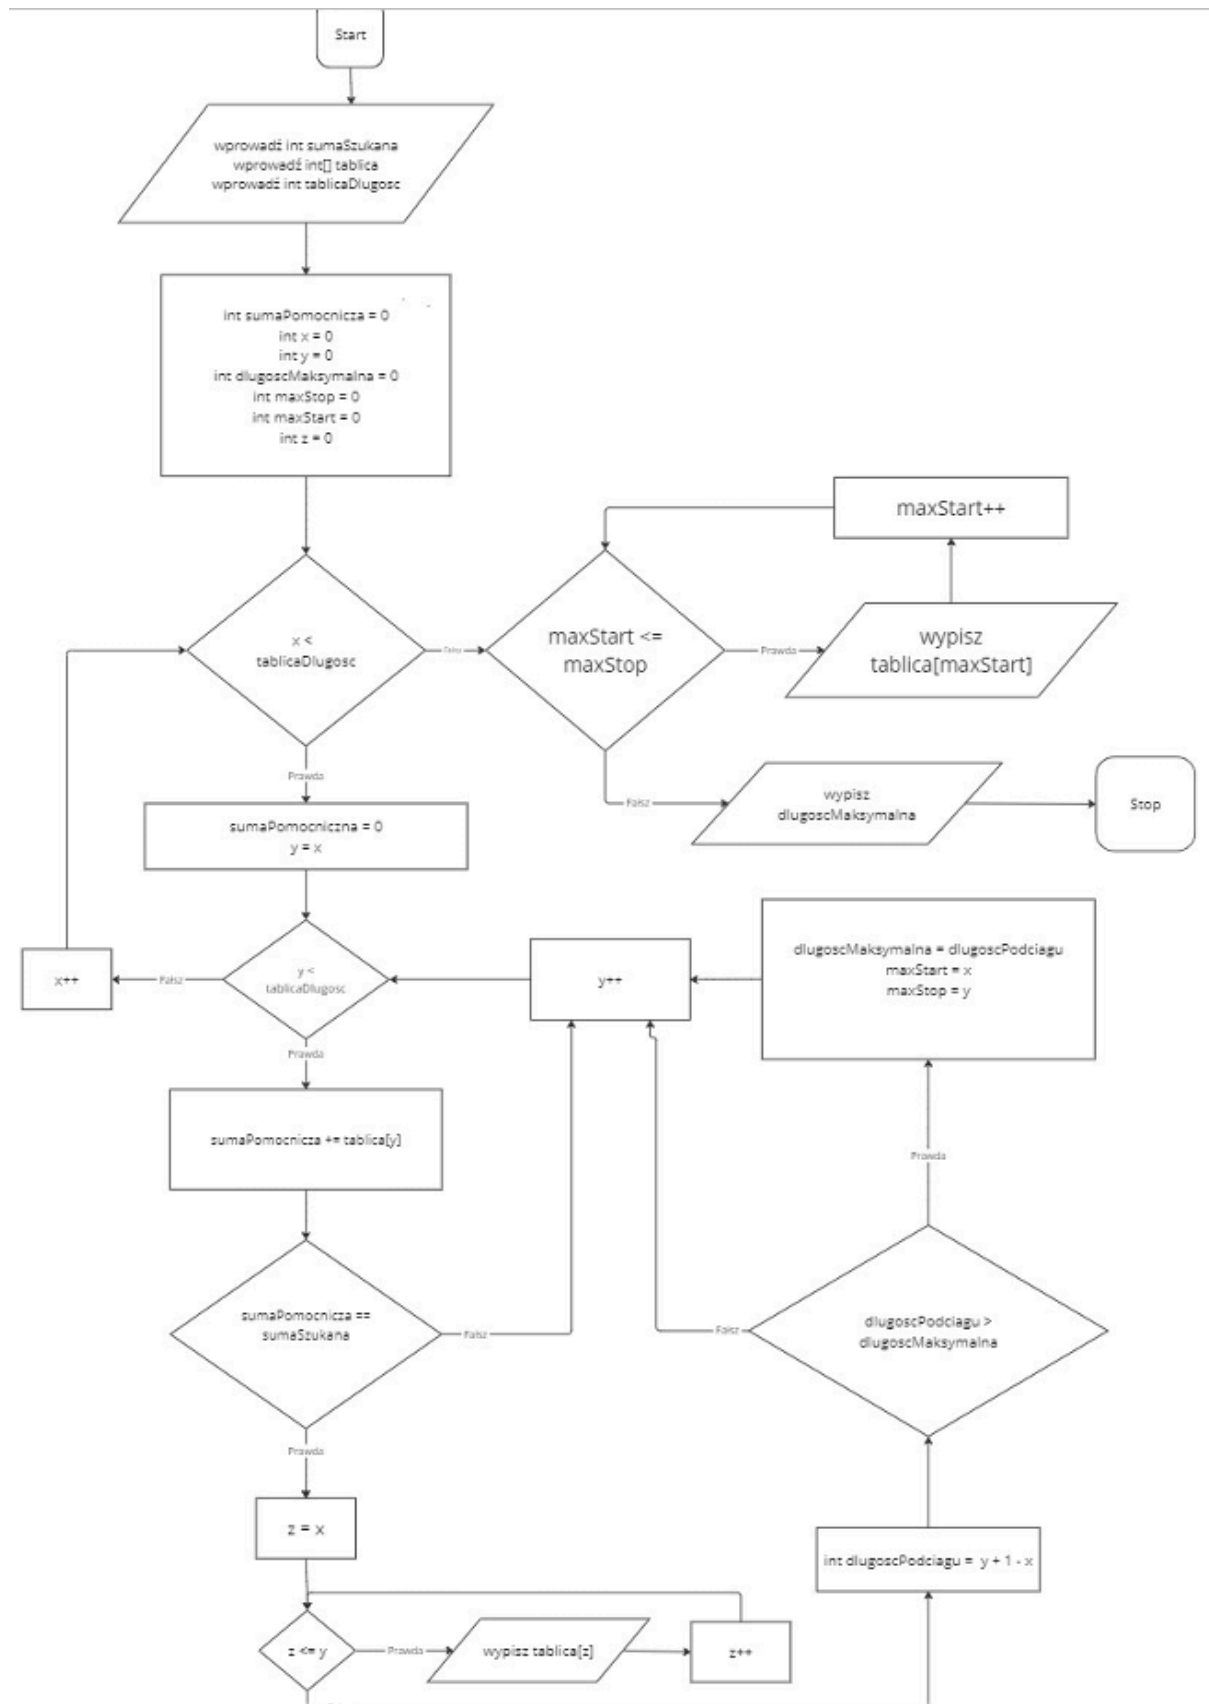 Start
wprowadź int sumaSzukana
wprowadź int[] tablica
wprowadź int tablicaDlugosc
int sumaPomocnicza = 0
int x = 0
int y = 0
int dlugoscMaksymalna = 0
int maxStop = 0
int maxStart = 0
int z = 0
maxStart++
x <
tablicaDlugosc
Fałsz
maxStart <=
maxStop
Prawda
wypisz
tablica[maxStart]
Prawda
Fałsz
wypisz
dlugoscMaksymalna
Stop
sumaPomocniczna = 0
y = x
x++
Fałsz
y <
tablicaDlugosc
y++
dlugoscMaksymalna = dlugoscPodciagu
maxStart = x
maxStop = y
Prawda
sumaPomocnicza += tablica[y]
Prawda
sumaPomocnicza ==
sumaSzukana
Fałsz
Fałsz
dlugoscPodciagu >
dlugoscMaksymalna
Prawda
z = x
int dlugoscPodciagu = y + 1 - x
z <= y
Prawda
wypisz tablica[z]
z++